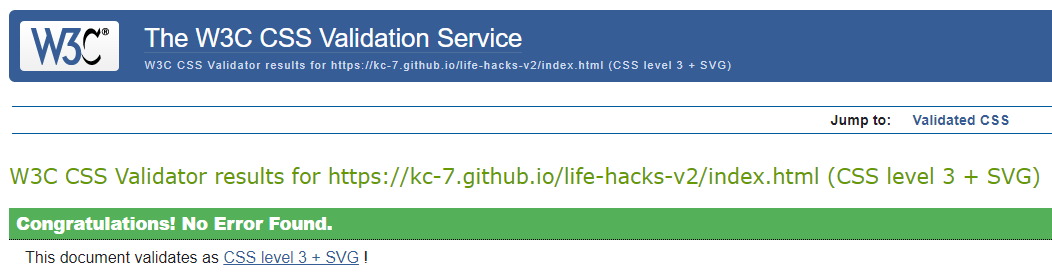 W3C®
The W3C CSS Validation Service
W3C CSS Validator results for https://kc-7.github.io/life-hacks-v2/index.html (CSS level 3 + SVG)
Jump to: Validated CSS
W3C CSS Validator results for https://kc-7.github.io/life-hacks-v2/index.html (CSS level 3 + SVG)
Congratulations! No Error Found.
This document validates as CSS level 3 + SVG !